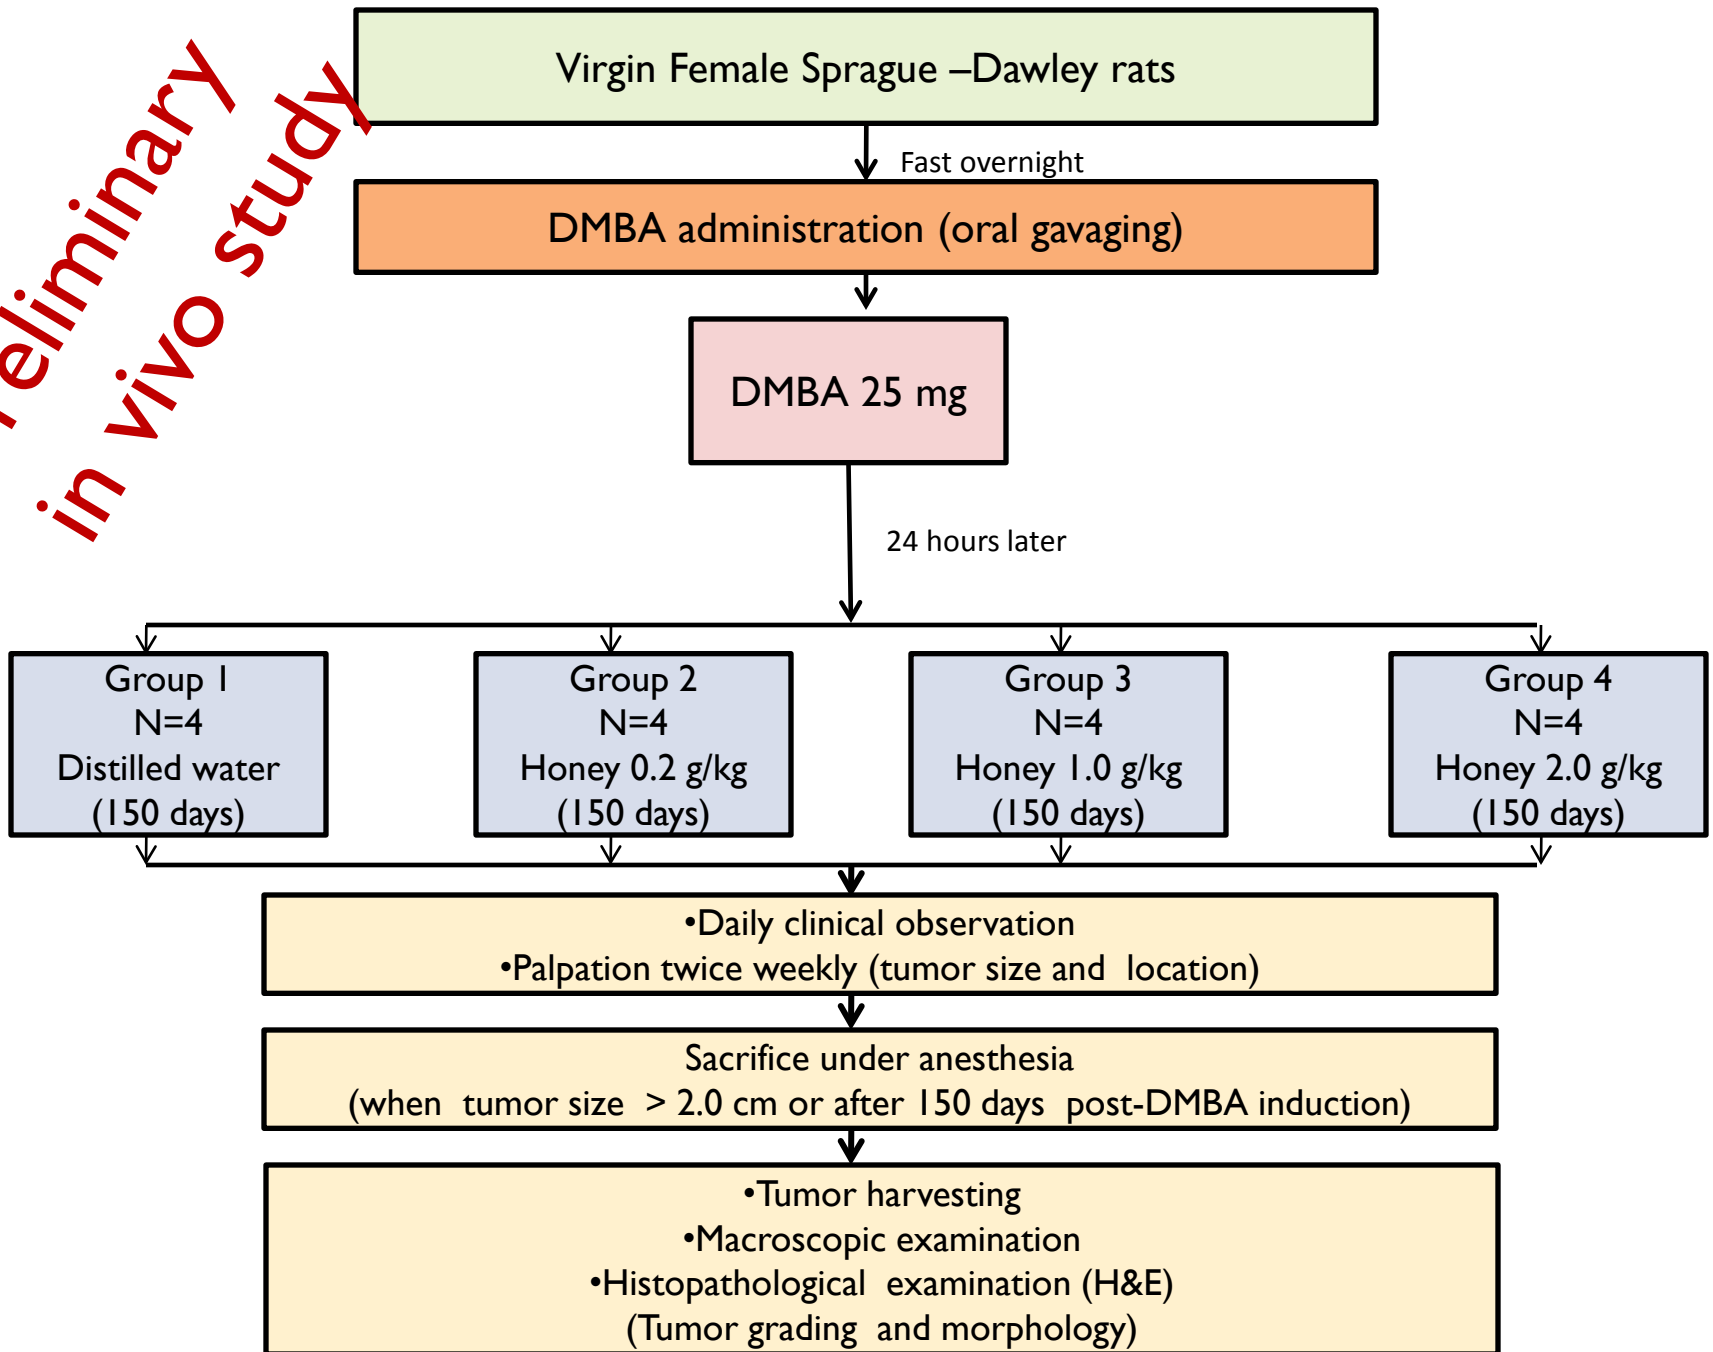 reliminary
in vivo study
Virgin Female Sprague –Dawley rats
Fast overnight
DMBA administration (oral gavaging)
DMBA 25 mg
24 hours later
Group 1
N=4
Distilled water
(150 days)
Group 2
N=4
Honey 0.2 g/kg
(150 days)
Group 3
N=4
Honey 1.0 g/kg
(150 days)
Group 4
N=4
Honey 2.0 g/kg
(150 days)
•Daily clinical observation
•Palpation twice weekly (tumor size and location)
Sacrifice under anesthesia
(when tumor size > 2.0 cm or after 150 days post-DMBA induction)
•Tumor harvesting
•Macroscopic examination
•Histopathological examination (H&E)
(Tumor grading and morphology)